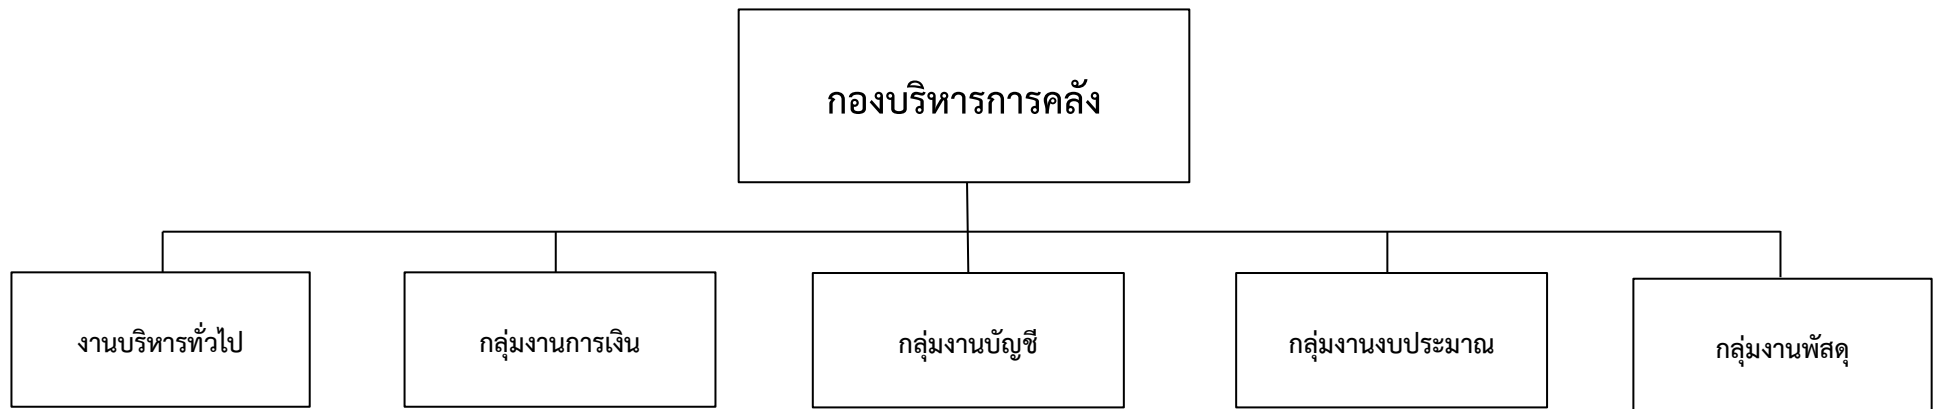 กองบริหารการคลัง
งานบริหารทั่วไป
กลุ่มงานการเงิน
กลุ่มงานบัญชี
กลุ่มงานงบประมาณ
กลุ่มงานพัสดุ